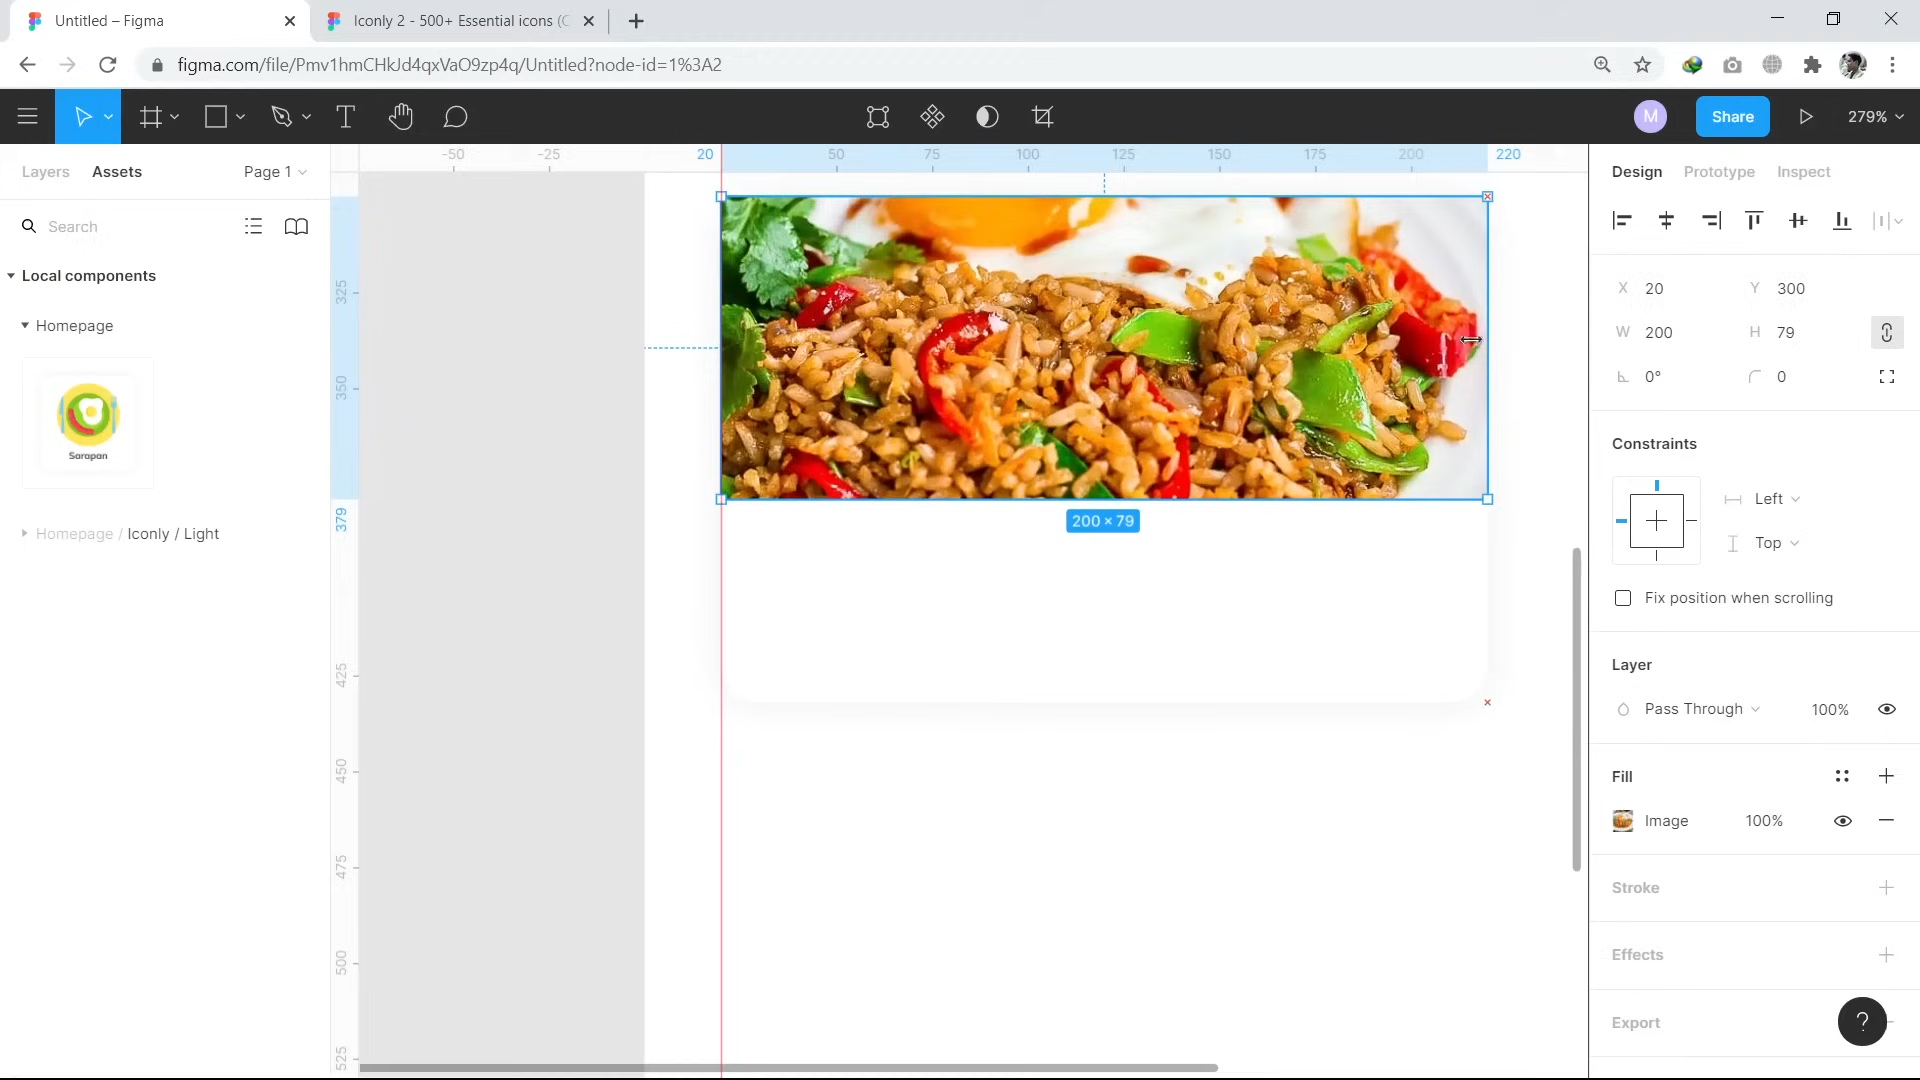 Untitled – Figma
Iconly 2 - 500+ Essential icons (C
figma.com/file/Pmv1hmCHkJd4qxVaO9zp4q/Untitled?node-id=1%3A2
M
Share
279%
Layers
Assets
Page 1
Search
Local components
Homepage
Sarapan
Homepage / Iconly / Light
-50
-25
20
50
75
100
125
150
175
200
220
325
350
379
425
450
475
500
525
200 × 79
Design
Prototype
Inspect
X 20
Y 300
W 200
H 79
0°
0
Constraints
Left
Top
Fix position when scrolling
Layer
Pass Through
100%
Fill
Image
100%
Stroke
Effects
Export
?